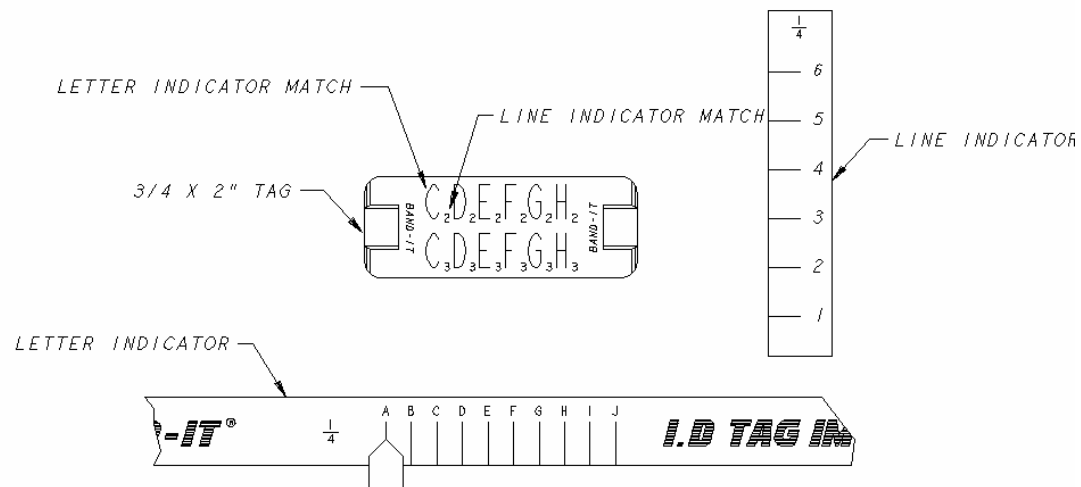 1/4
6
5
4
3
2
1
LETTER INDICATOR MATCH
LINE INDICATOR MATCH
LINE INDICATOR
3/4 X 2" TAG
BAND-IT
C2D2E2F2G2H2
C3D3E3F3G3H3
BAND-IT
LETTER INDICATOR
-IT®
1/4
A B C D E F G H I J
I.D TAG IM